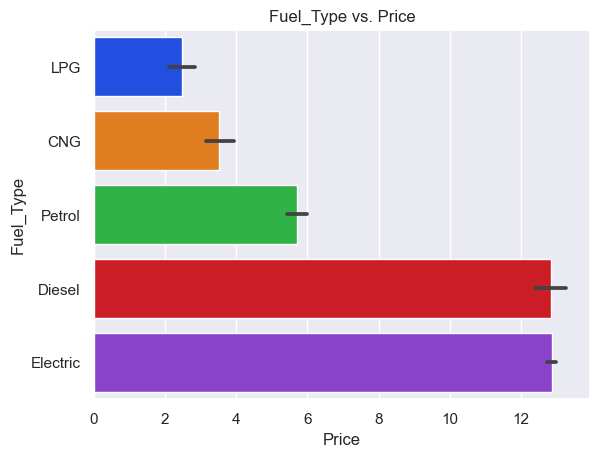 Fuel_Type vs. Price
LPG
CNG
Petrol
Diesel
Electric
Fuel_Type
0 2 4 6 8 10 12
Price